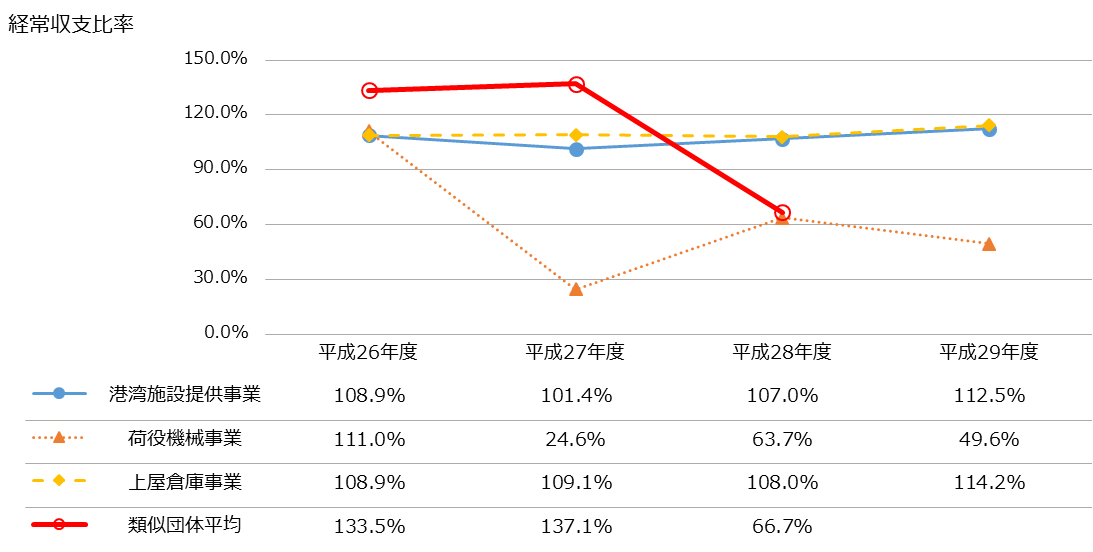 経常収支比率
150.0%
120.0%
90.0%
60.0%
30.0%
0.0%
平成26年度 平成27年度 平成28年度 平成29年度
港湾施設提供事業 108.9% 101.4% 107.0% 112.5%
荷役機械事業 111.0% 24.6% 63.7% 49.6%
上屋倉庫事業 108.9% 109.1% 108.0% 114.2%
類似団体平均 133.5% 137.1% 66.7%